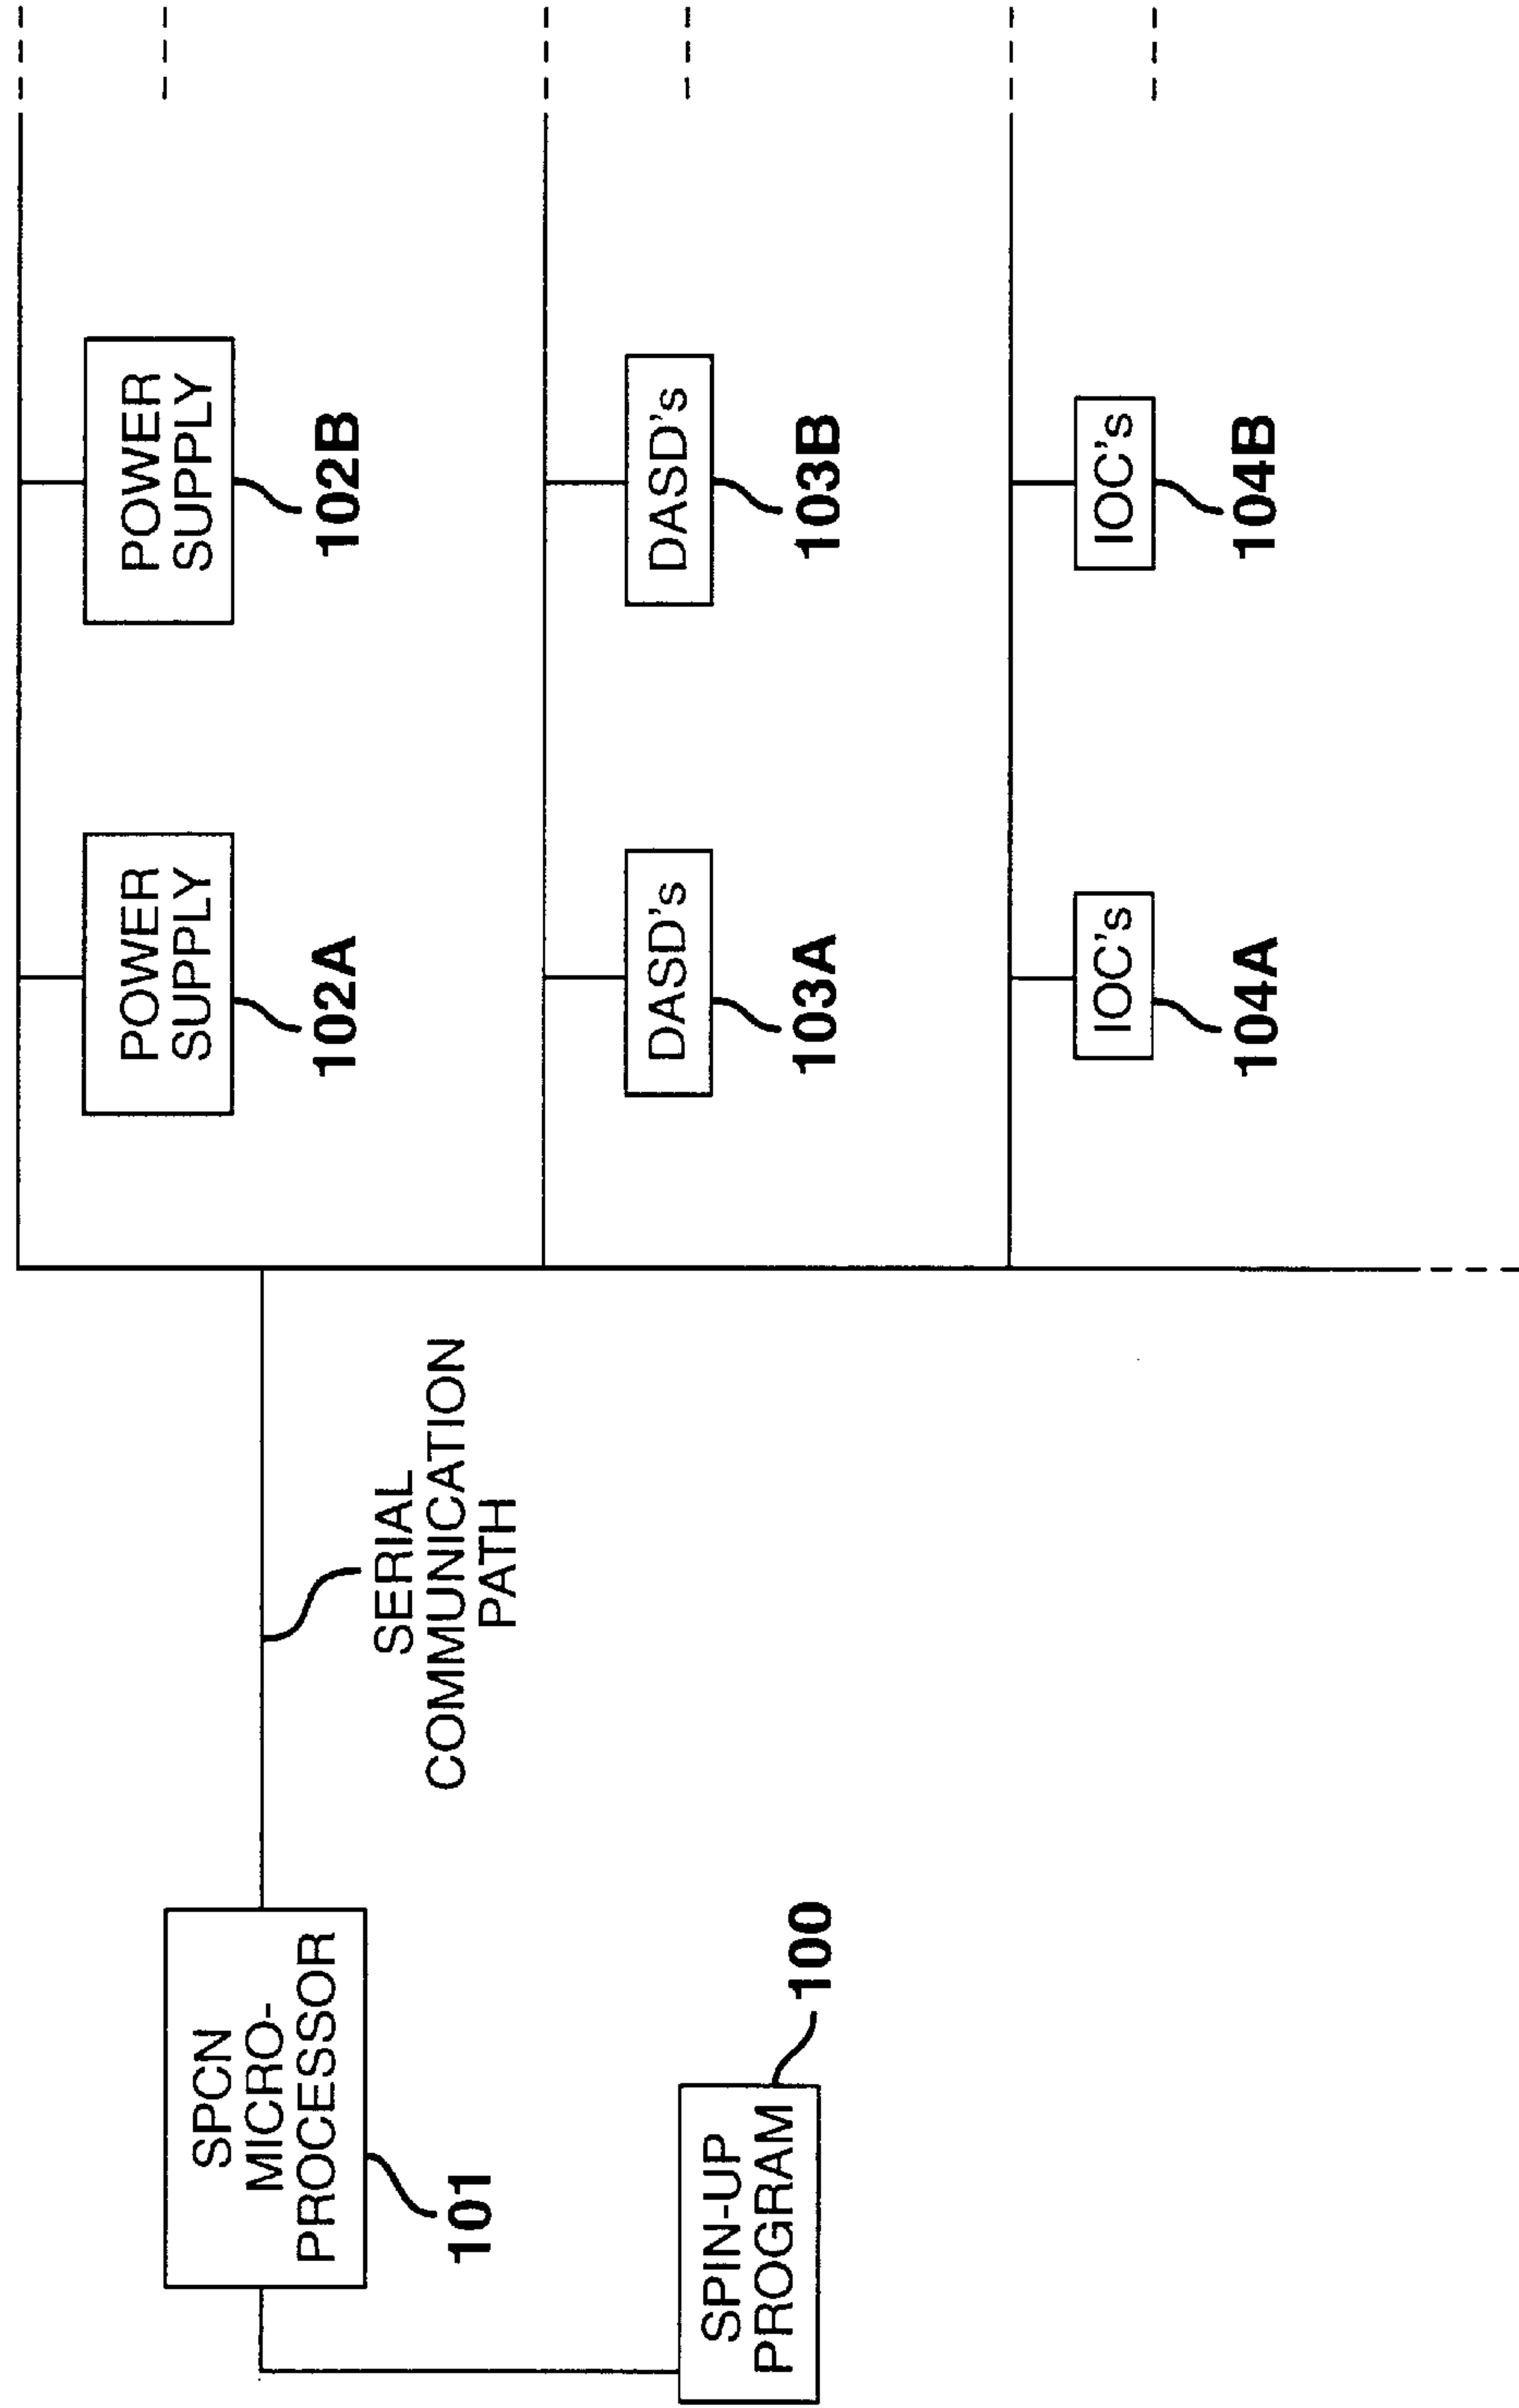 SPCN
MICRO-
PROCESSOR
101
SPIN-UP
PROGRAM
100
SERIAL
COMMUNICATION
PATH
POWER
SUPPLY
102A
POWER
SUPPLY
102B
DASD's
103A
DASD's
103B
IOC's
104A
IOC's
104B